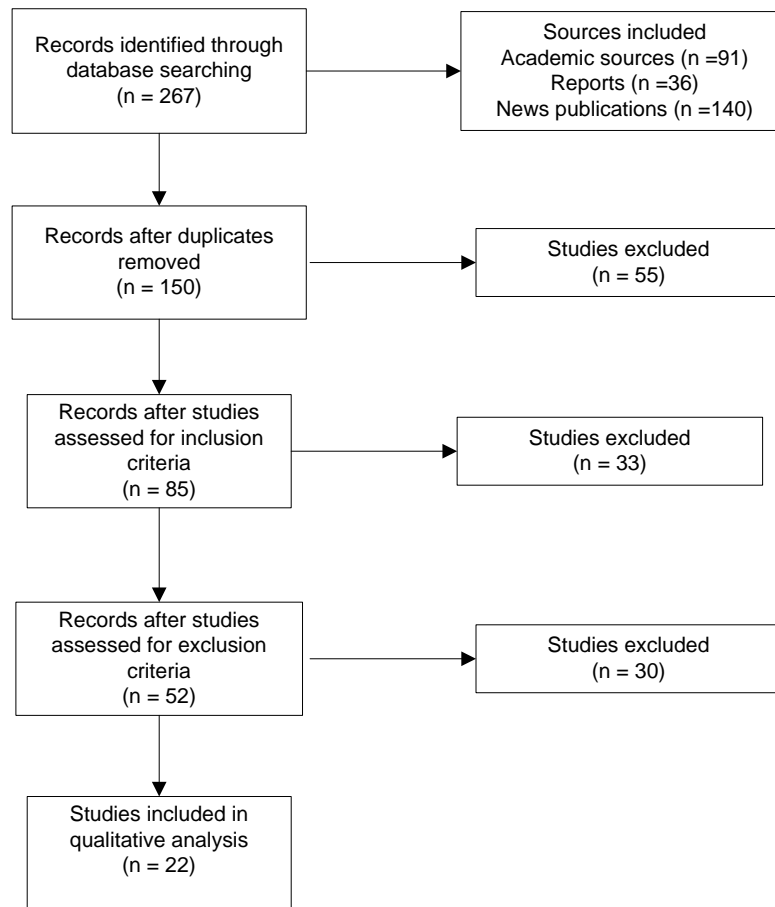 Records identified through
database searching
(n = 267)
Sources included
Academic sources (n =91)
Reports (n =36)
News publications (n =140)
Records after duplicates
removed
(n = 150)
Studies excluded
(n = 55)
Records after studies
assessed for inclusion
criteria
(n = 85)
Studies excluded
(n = 33)
Records after studies
assessed for exclusion
criteria
(n = 52)
Studies excluded
(n = 30)
Studies included in
qualitative analysis
(n = 22)